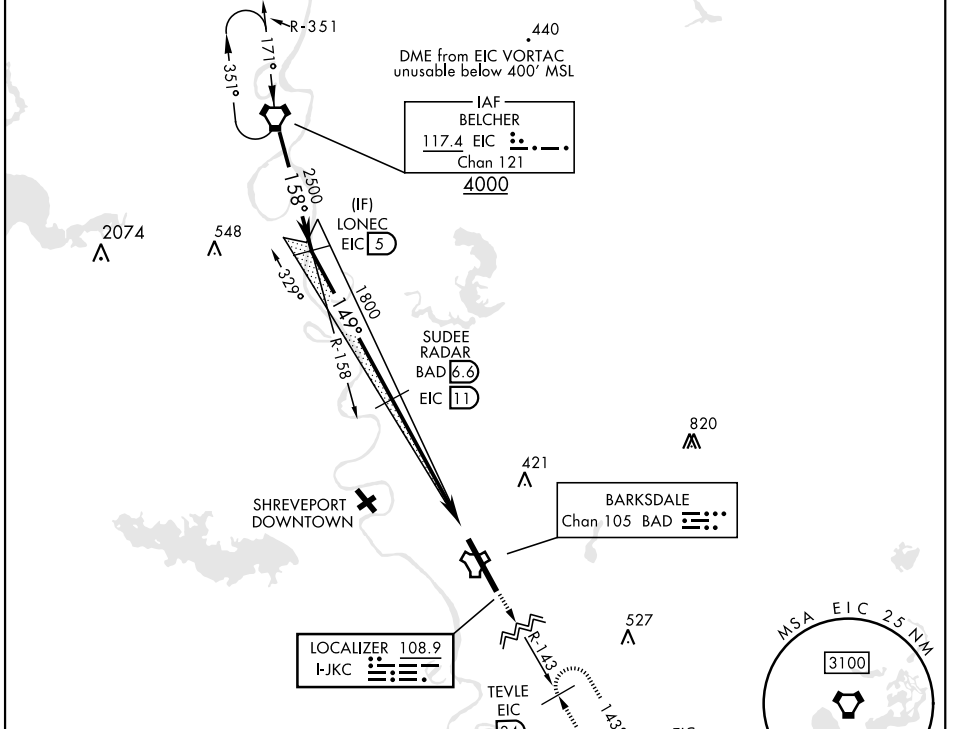 R-351
171°
351°
440
DME from EIC VORTAC
unusable below 400' MSL
IAF
BELCHER
117.4 EIC
Chan 121
4000
2500
158°
(IF)
LONEC
EIC 5
2074
548
329°
1800
149°
R-158
SUDEE
RADAR
BAD 6.6
EIC 11
820
421
SHREVEPORT
DOWNTOWN
BARKSDALE
Chan 105 BAD
527
LOCALIZER 108.9
I-JKC
R-143
TEVLE
EIC
143°
MSA EIC 25 NM
3100